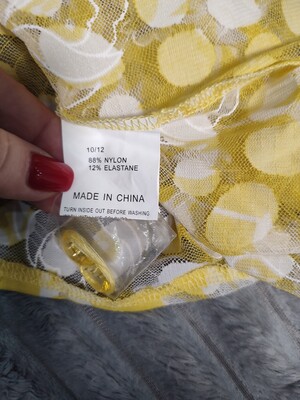 10/12
88% NYLON
12% ELASTANE
MADE IN CHINA
TURN INSIDE OUT BEFORE WASHING